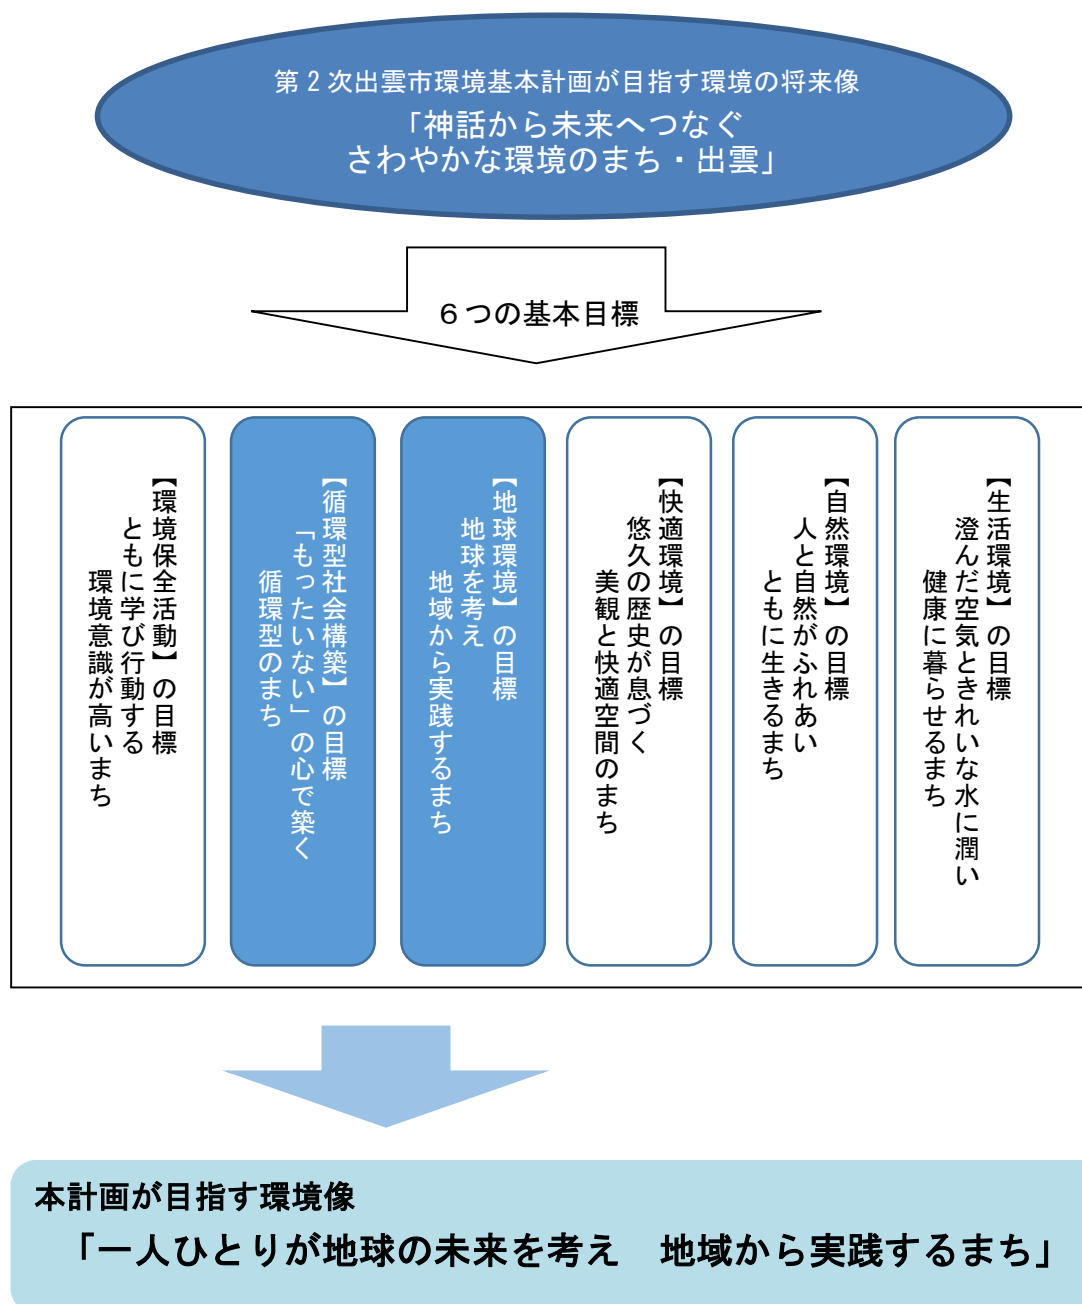 第2次出雲市環境基本計画が目指す環境の将来像
「神話から未来へつなぐ
さわやかな環境のまち・出雲」
６つの基本目標
【生活環境】の目標
澄んだ空気ときれいな水に潤い
健康に暮らせるまち
【自然環境】の目標
人と自然がふれあい
ともに生きるまち
【快適環境】の目標
悠久の歴史が息づく
美観と快適空間のまち
【地球環境】の目標
地球を考え
地域から実践するまち
【循環型社会構築】の目標
「もったいない」の心で築く
循環型のまち
【環境保全活動】の目標
ともに学び行動する
環境意識が高いまち
本計画が目指す環境像
「一人ひとりが地球の未来を考え　地域から実践するまち」